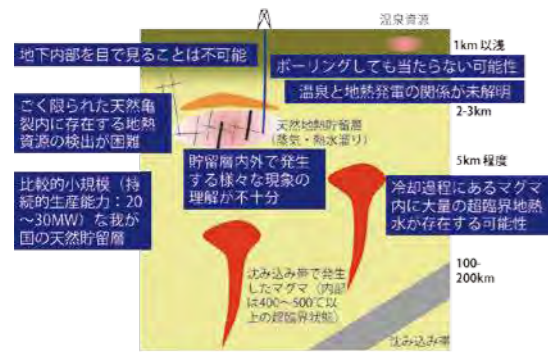 温泉資源
1km 以浅
地下内部を目で見ることは不可能
ボーリングしても当たらない可能性
温泉と地熱発電の関係が未解明
2-3km
ごく限られた天然亀
裂内に存在する地熱
資源の検出が困難
天然地熱貯留層
(蒸気・熱水溜り)
貯留層内外で発生
する様々な現象の
理解が不十分
5km 程度
比較的小規模（持
続的生産能力：20
～30MW）な我が
国の天然貯留層
冷却過程にあるマグマ
内に大量の超臨界地熱
水が存在する可能性
100-
200km
沈み込み帯で発生
したマグマ（内部
は400～500℃以
上の超臨界状態）
沈み込み帯